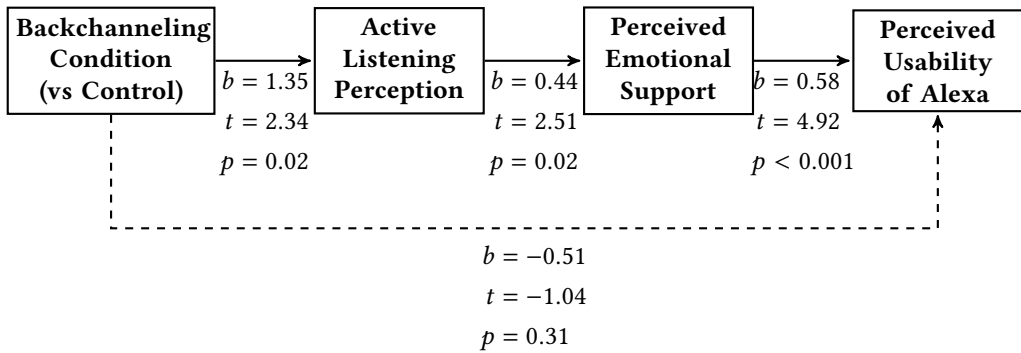 Backchanneling
Condition
(vs Control)
Active
Listening
Perception
Perceived
Emotional
Support
Perceived
Usability
of Alexa
b = 1.35
t = 2.34
p = 0.02
b = 0.44
t = 2.51
p = 0.02
b = 0.58
t = 4.92
p < 0.001
b = −0.51
t = −1.04
p = 0.31